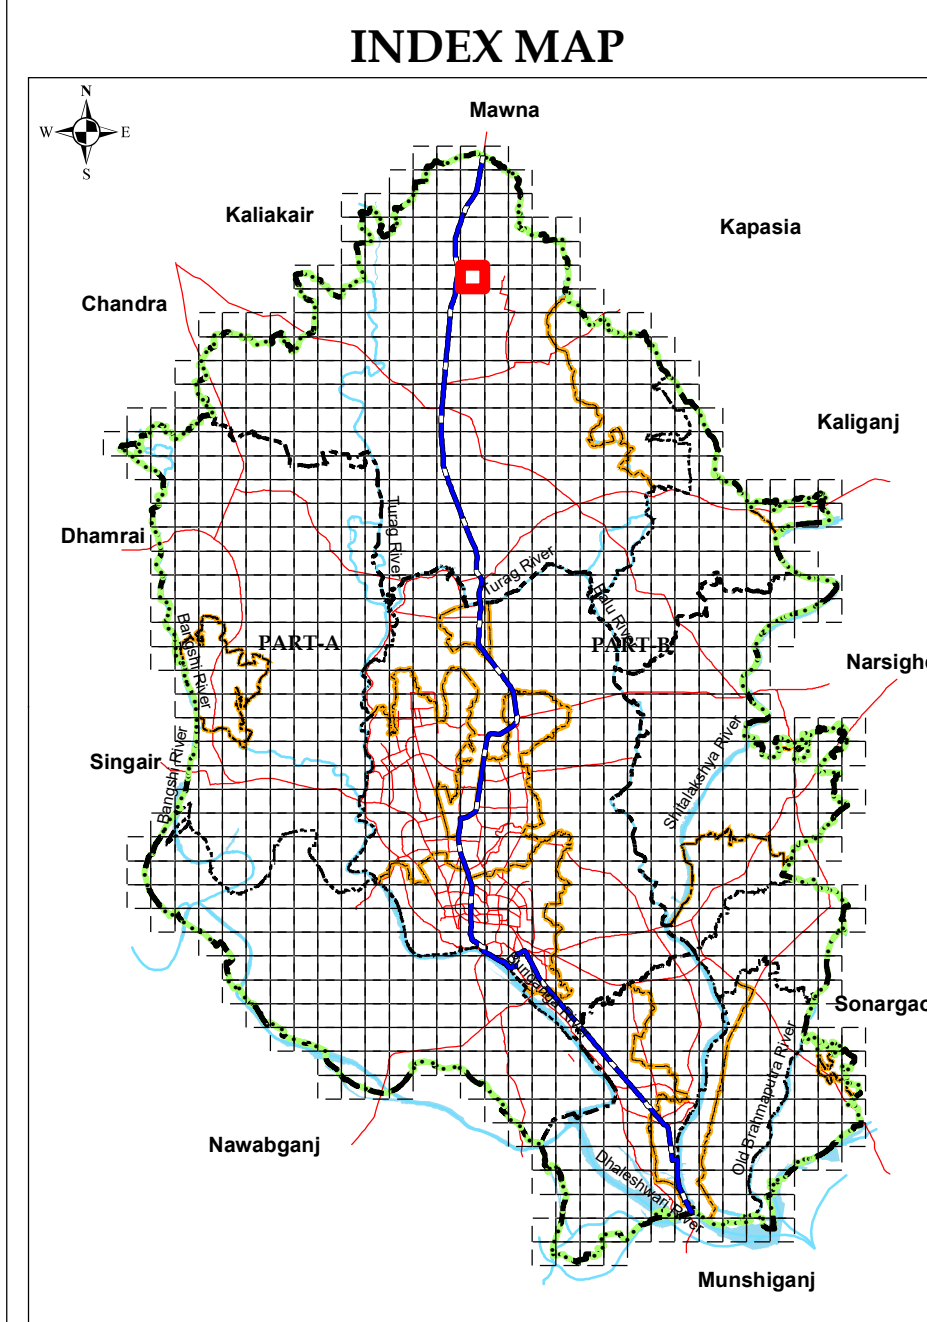 INDEX MAP
N
W E
S
Mawna
Kaliakair
Kapasia
Chandra
Kaliganj
Dhamrai
Turag River
Turag River
Balu River
Bangshi River
PART-A
PART-B
Narsighd
Shitalakshya River
Singair
Bangshi River
Buriganga River
Sonargao
Old Brahmaputra River
Nawabganj
Dhaleshwari River
Munshiganj